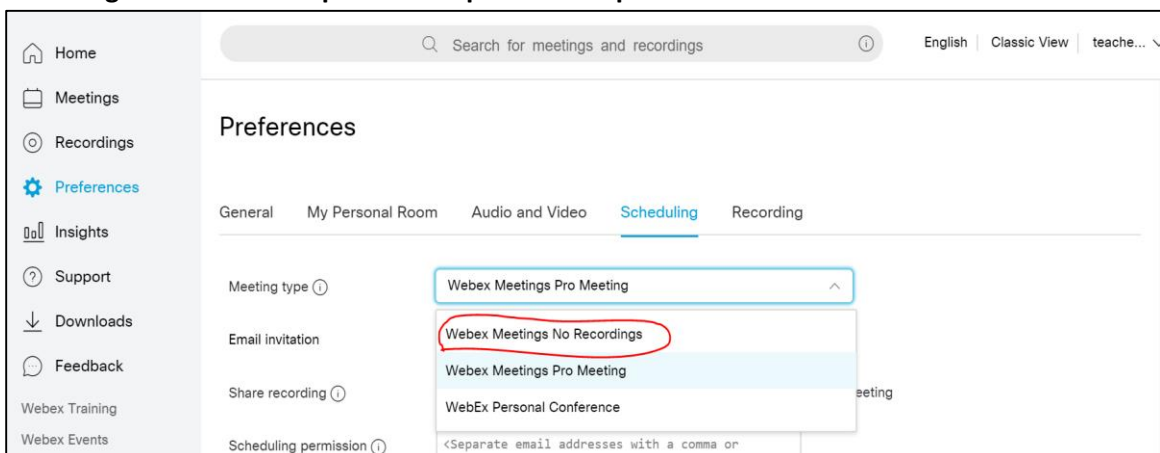 Home
Meetings
Recordings
Preferences
Insights
Support
Downloads
Feedback
Webex Training
Webex Events
Search for meetings and recordings
English Classic View teache...
Preferences
General My Personal Room Audio and Video Scheduling Recording
Meeting type Webex Meetings Pro Meeting
Webex Meetings No Recordings
Email invitation
Webex Meetings Pro Meeting
Share recording eeting
WebEx Personal Conference
Scheduling permission <Separate email addresses with a comma or